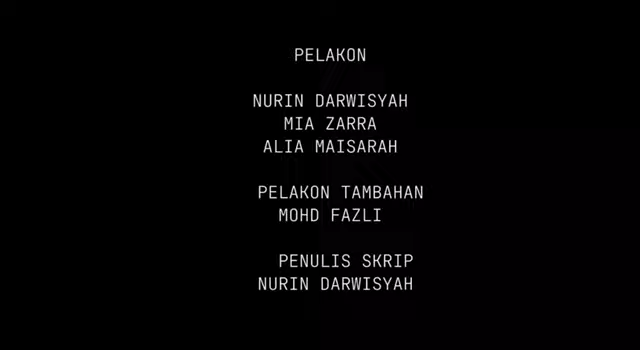 PELAKON
NURIN DARWISYAH
MIA ZARRA
ALIA MAISARAH
PELAKON TAMBAHAN
MOHD FAZLI
PENULIS SKRIP
NURIN DARWISYAH